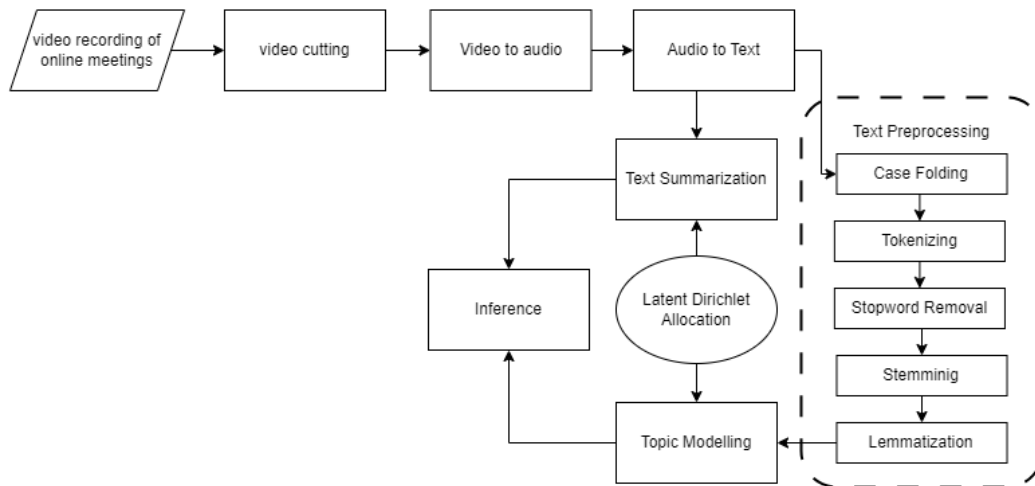 video recording of
online meetings
video cutting
Video to audio
Audio to Text
Text Preprocessing
Case Folding
Text Summarization
Tokenizing
Inference
Latent Dirichlet
Allocation
Stopword Removal
Stemminig
Topic Modelling
Lemmatization